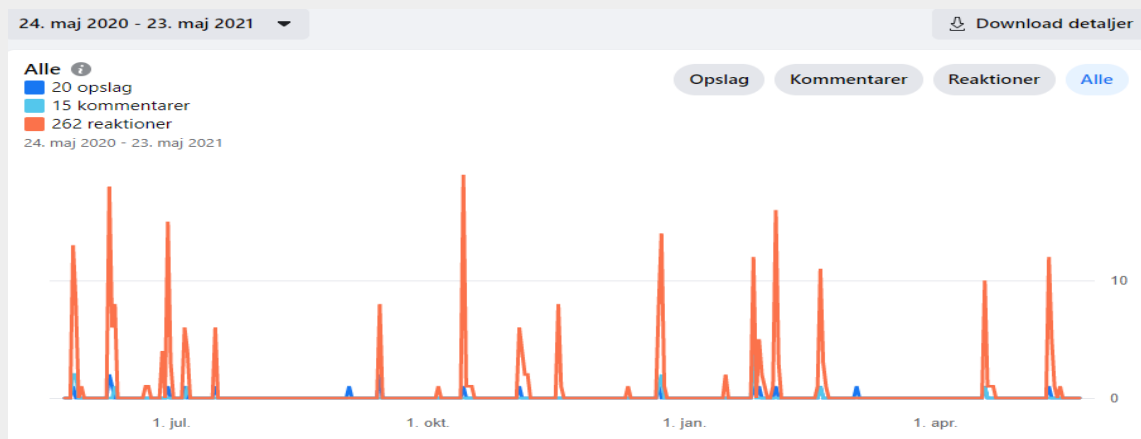 24. maj 2020 - 23. maj 2021
Download detaljer
Alle
20 opslag
15 kommentarer
262 reaktioner
24. maj 2020 - 23. maj 2021
Opslag Kommentarer Reaktioner Alle
10
0
1. jul. 1. okt. 1. jan. 1. apr.